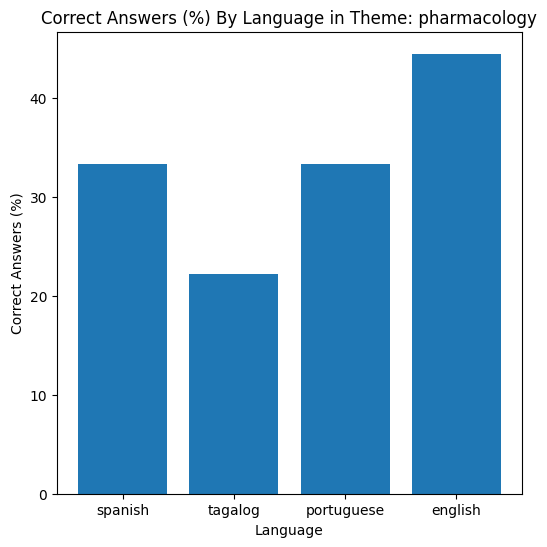 Correct Answers (%) By Language in Theme: pharmacology
Correct Answers (%)
40
30
20
10
0
spanish tagalog portuguese english
Language